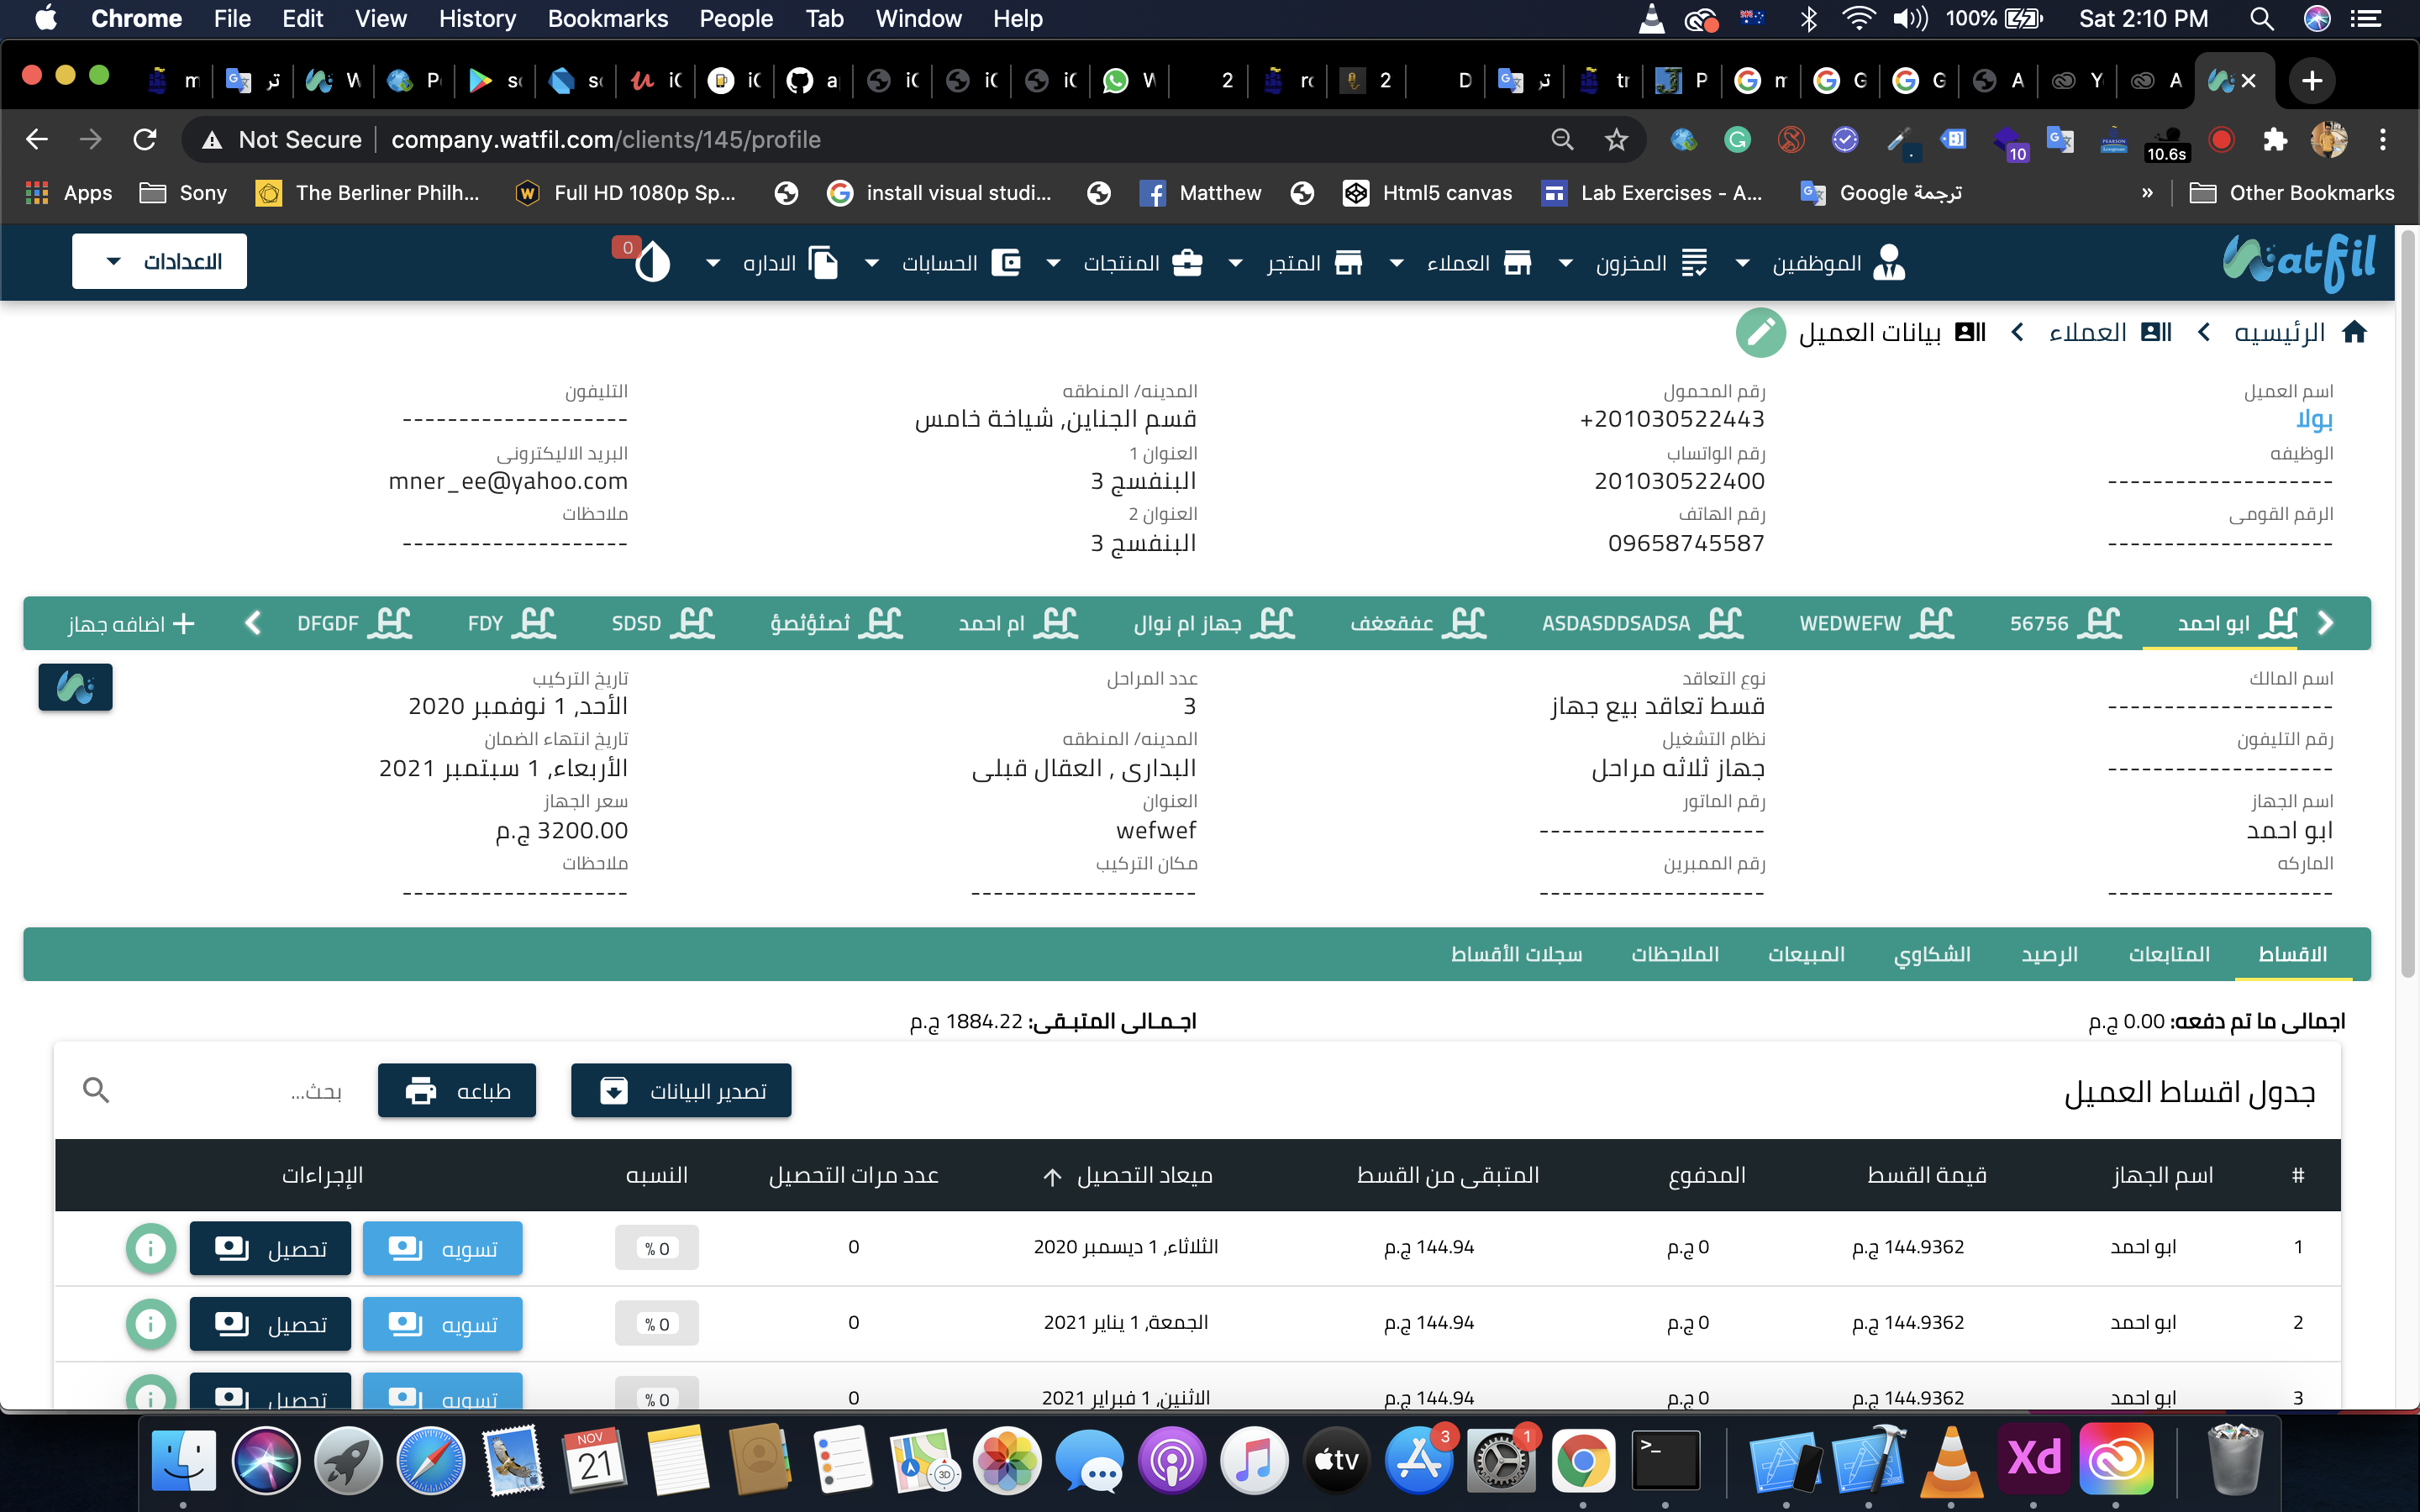 Chrome File Edit View History Bookmarks People Tab Window Help 100% Sat 2:10 PM
Not Secure company.watfil.com/clients/145/profile 10 10.6s
Apps Sony The Berliner Philh... Full HD 1080p Sp... install visual studi... Matthew Html5 canvas Lab Exercises - A... ترجمة Google » Other Bookmarks
Watfil الموظفين المخزون العملاء المتجر المنتجات الحسابات الاداره 0 الاعدادات
الرئيسيه العملاء بيانات العميل
اسم العميل رقم المحمول المدينه/ المنطقه التليفون
بولا +201030522443 قسم الجناين, شياخة خامس --------------------
الوظيفه رقم الواتساب العنوان 1 البريد الاليكترونى
-------------------- 201030522400 البنفسج 3 mner_ee@yahoo.com
الرقم القومى رقم الهاتف العنوان 2 ملاحظات
-------------------- 09658745587 البنفسج 3 --------------------
ابو احمد 56756 WEDWEFW ASDASDDSADSA عفقعغف جهاز ام نوال ام احمد ثصثؤثصؤ SDSD FDY DFGDF اضافه جهاز
اسم المالك نوع التعاقد عدد المراحل تاريخ التركيب
-------------------- قسط تعاقد بيع جهاز 3 الأحد, 1 نوفمبر 2020
رقم التليفون نظام التشغيل المدينه/ المنطقه تاريخ انتهاء الضمان
-------------------- جهاز ثلاثه مراحل البدارى , العقال قبلى الأربعاء, 1 سبتمبر 2021
اسم الجهاز رقم الماتور العنوان سعر الجهاز
ابو احمد -------------------- wefwef 3200.00 ج.م
الماركه رقم الممبرين مكان التركيب ملاحظات
-------------------- -------------------- -------------------- --------------------
الاقساط المتابعات الرصيد الشكاوي المبيعات الملاحظات سجلات الأقساط
اجمالى ما تم دفعه: 0.00 ج.م اجـمـالى المتبـقى: 1884.22 ج.م
جدول اقساط العميل تصدير البيانات طباعه بحث...
# اسم الجهاز قيمة القسط المدفوع المتبقى من القسط ميعاد التحصيل عدد مرات التحصيل النسبه الإجراءات
1 ابو احمد 144.9362 ج.م 0 ج.م 144.94 ج.م الثلاثاء, 1 ديسمبر 2020 0 0 % تسويه تحصيل
2 ابو احمد 144.9362 ج.م 0 ج.م 144.94 ج.م الجمعة, 1 يناير 2021 0 0 % تسويه تحصيل
3 ابو احمد 144.9362 ج.م 0 ج.م 144.94 ج.م الاثنين, 1 فبراير 2021 0 0 % تسويه تحصيل
NOV 21 3D tv 3 1 >_ Xd